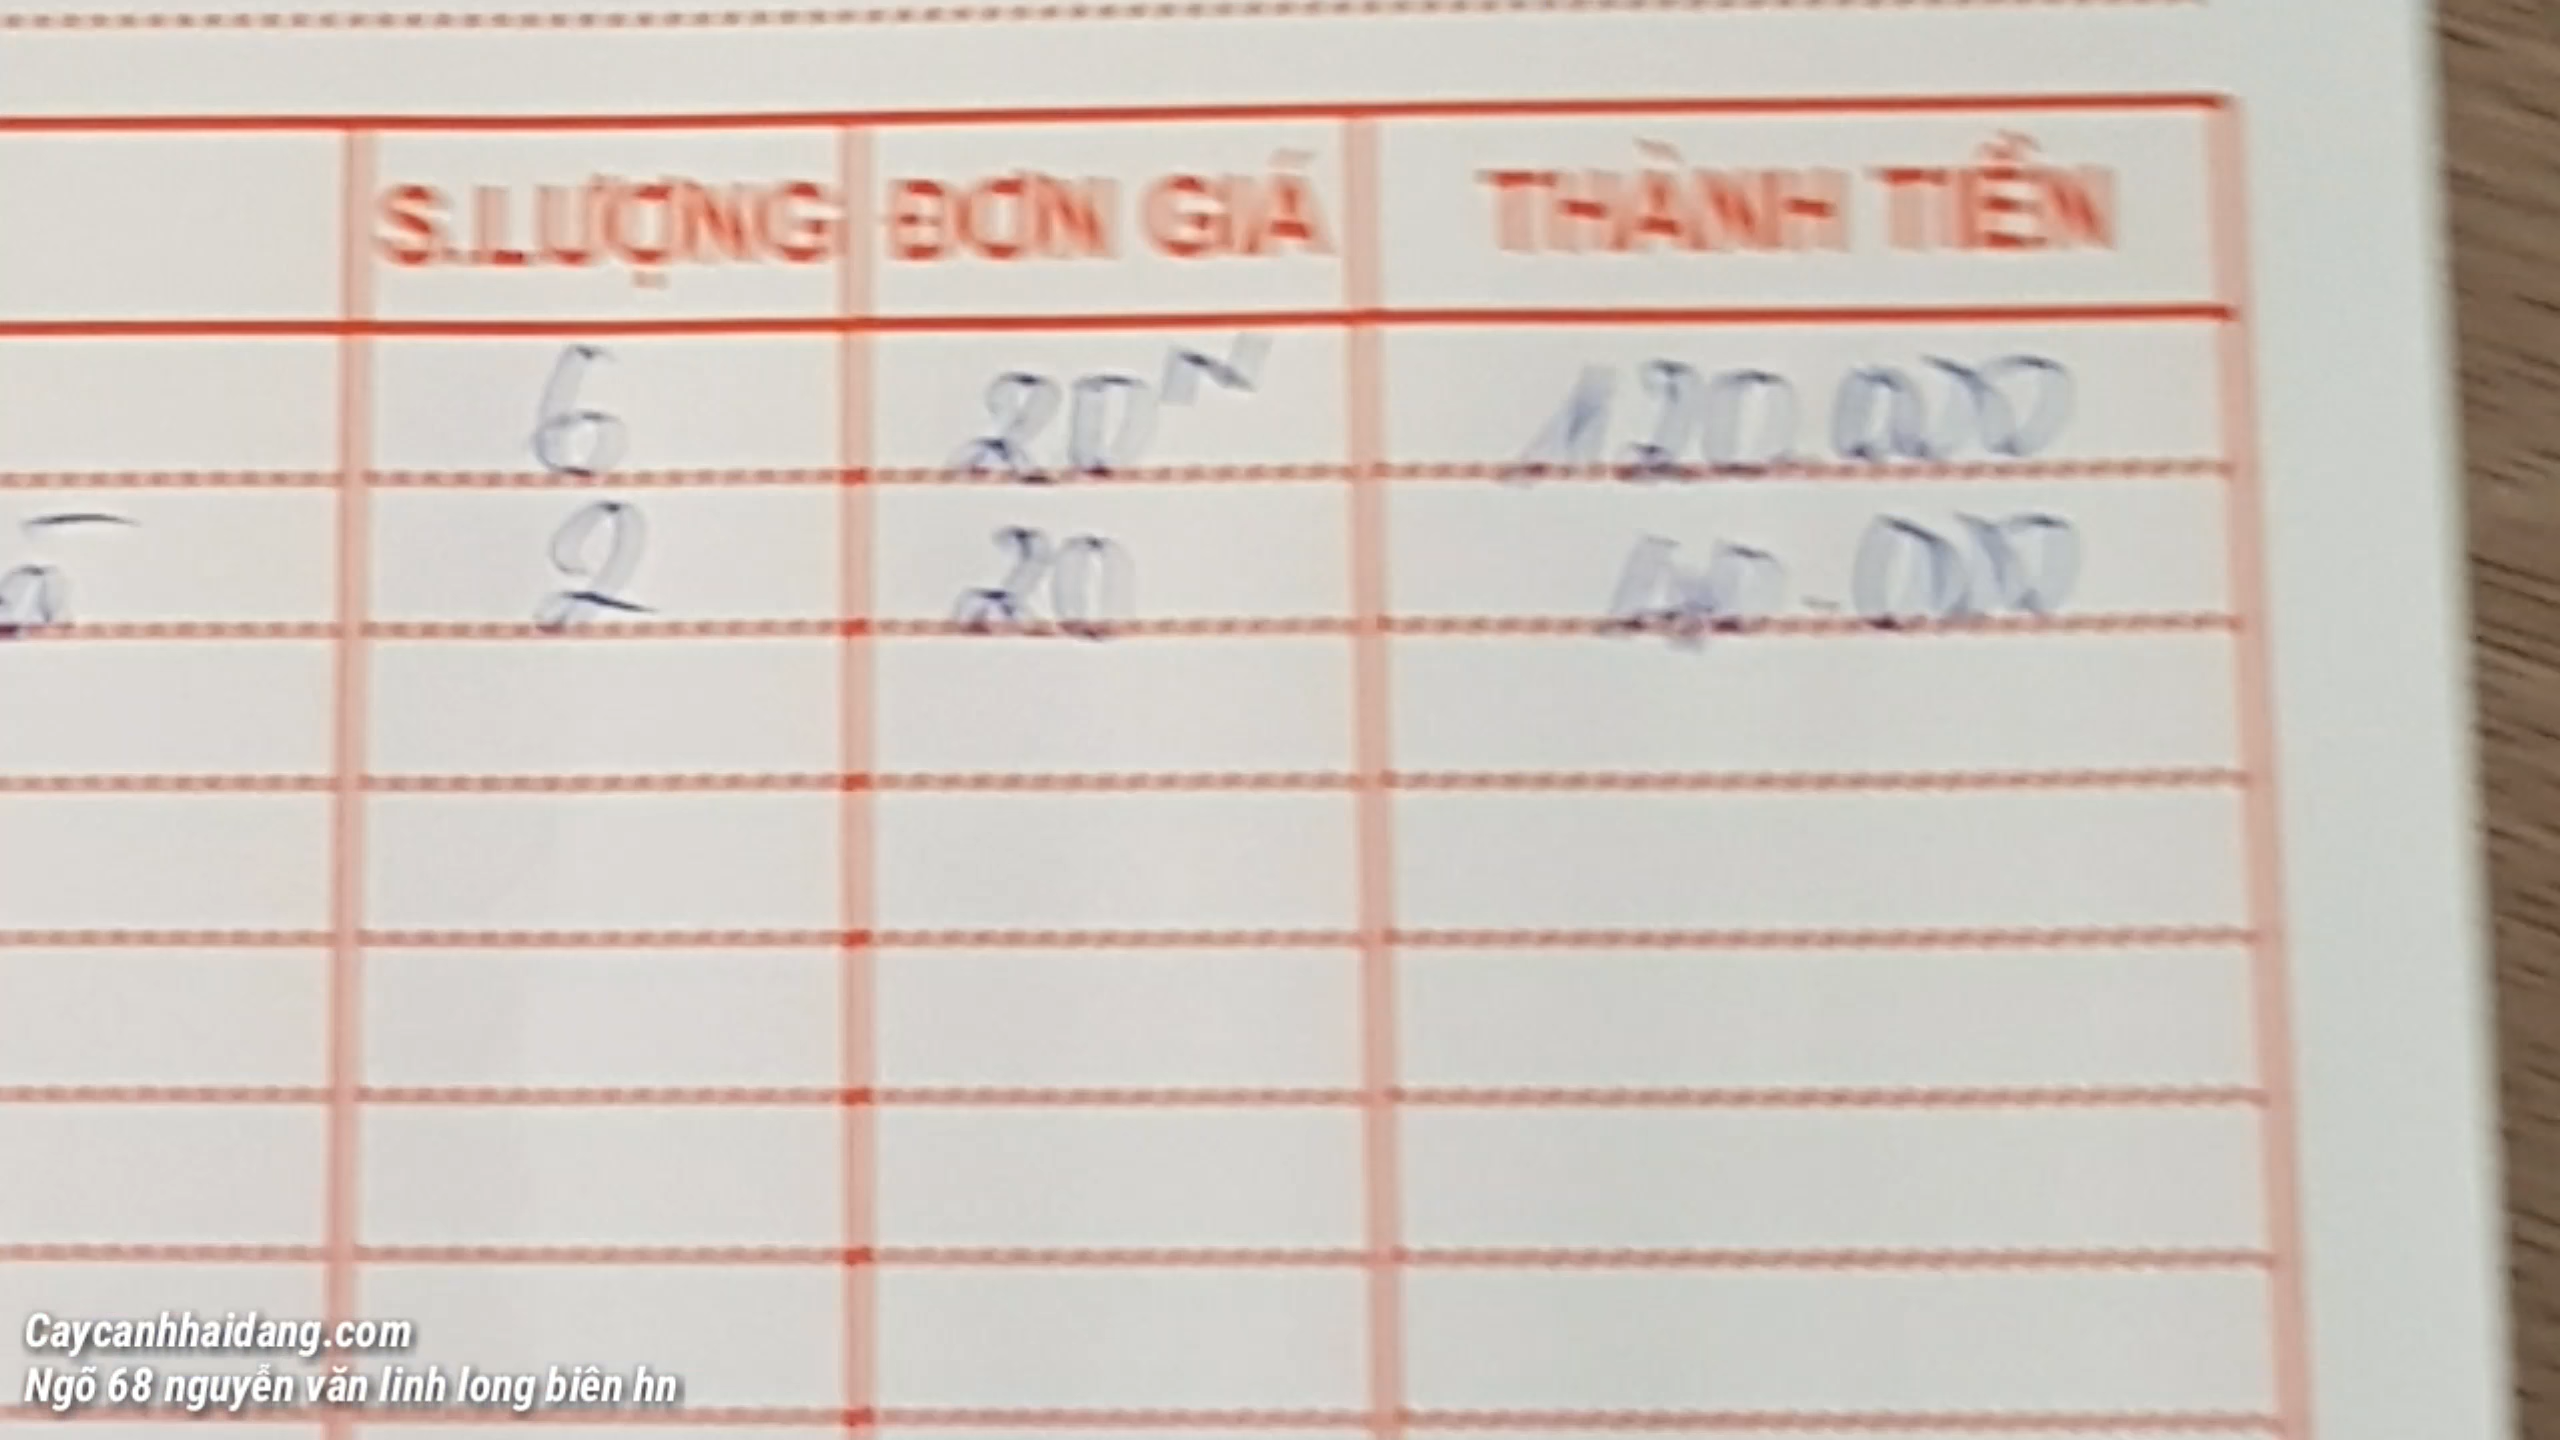 S.LƯỢNG ĐƠN GIÁ THÀNH TIỀN
6 20N 120.000
2 20 40.000
Caycanhhaidang.com
Ngõ 68 nguyễn văn linh long biên hn